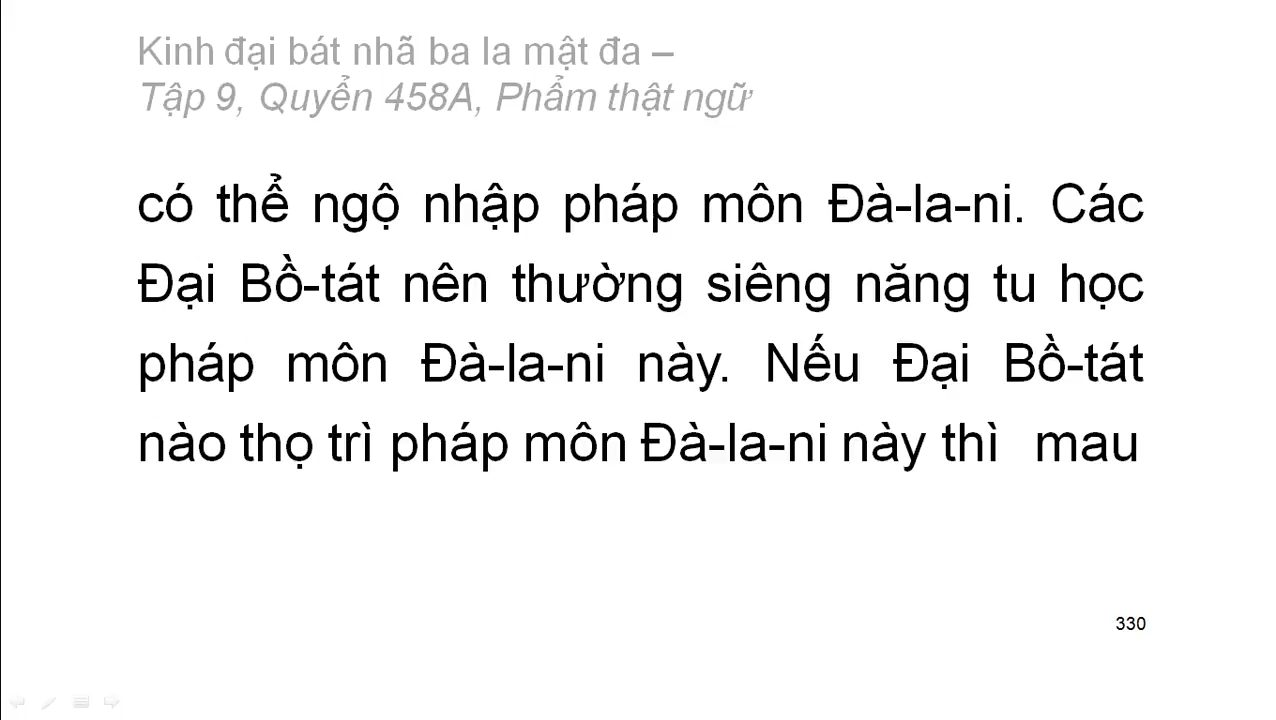 Kinh đại bát nhã ba la mật đa –
Tập 9, Quyển 458A, Phẩm thật ngữ
có thể ngộ nhập pháp môn Đà-la-ni. Các
Đại Bồ-tát nên thường siêng năng tu học
pháp môn Đà-la-ni này. Nếu Đại Bồ-tát
nào thọ trì pháp môn Đà-la-ni này thì mau
330